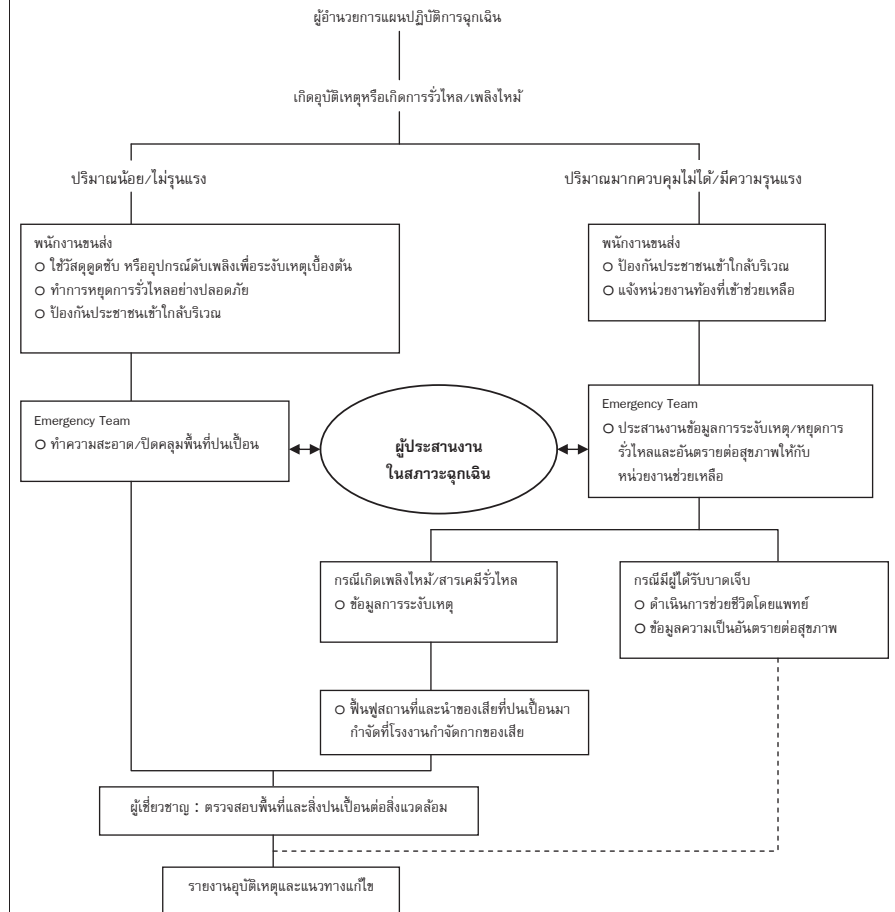 ผู้อำนวยการแผนปฏิบัติการฉุกเฉิน
เกิดอุบัติเหตุหรือเกิดการรั่วไหล/เพลิงไหม้
ปริมาณน้อย/ไม่รุนแรง
ปริมาณมากควบคุมไม่ได้/มีความรุนแรง
พนักงานขนส่ง
○ ใช้วัสดุดูดซับ หรืออุปกรณ์ดับเพลิงเพื่อระงับเหตุเบื้องต้น
○ ทำการหยุดการรั่วไหลอย่างปลอดภัย
○ ป้องกันประชาชนเข้าใกล้บริเวณ
พนักงานขนส่ง
○ ป้องกันประชาชนเข้าใกล้บริเวณ
○ แจ้งหน่วยงานท้องที่เข้าช่วยเหลือ
Emergency Team
○ ทำความสะอาด/ปิดคลุมพื้นที่ปนเปื้อน
ผู้ประสานงาน
ในสภาวะฉุกเฉิน
Emergency Team
○ ประสานงานข้อมูลการระงับเหตุ/หยุดการ
รั่วไหลและอันตรายต่อสุขภาพให้กับ
หน่วยงานช่วยเหลือ
กรณีเกิดเพลิงไหม้/สารเคมีรั่วไหล
○ ข้อมูลการระงับเหตุ
กรณีมีผู้ได้รับบาดเจ็บ
○ ดำเนินการช่วยชีวิตโดยแพทย์
○ ข้อมูลความเป็นอันตรายต่อสุขภาพ
○ ฟื้นฟูสถานที่และนำของเสียที่ปนเปื้อนมา
กำจัดที่โรงงานกำจัดกากของเสีย
ผู้เชี่ยวชาญ : ตรวจสอบพื้นที่และสิ่งปนเปื้อนต่อสิ่งแวดล้อม
รายงานอุบัติเหตุและแนวทางแก้ไข